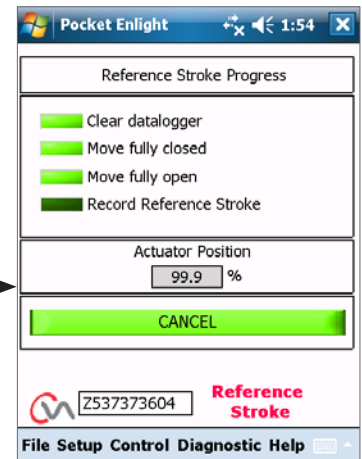 Pocket Enlight 1:54
Reference Stroke Progress
Clear datalogger
Move fully closed
Move fully open
Record Reference Stroke
Actuator Position
99.9 %
CANCEL
Z537373604
Reference
Stroke
File Setup Control Diagnostic Help